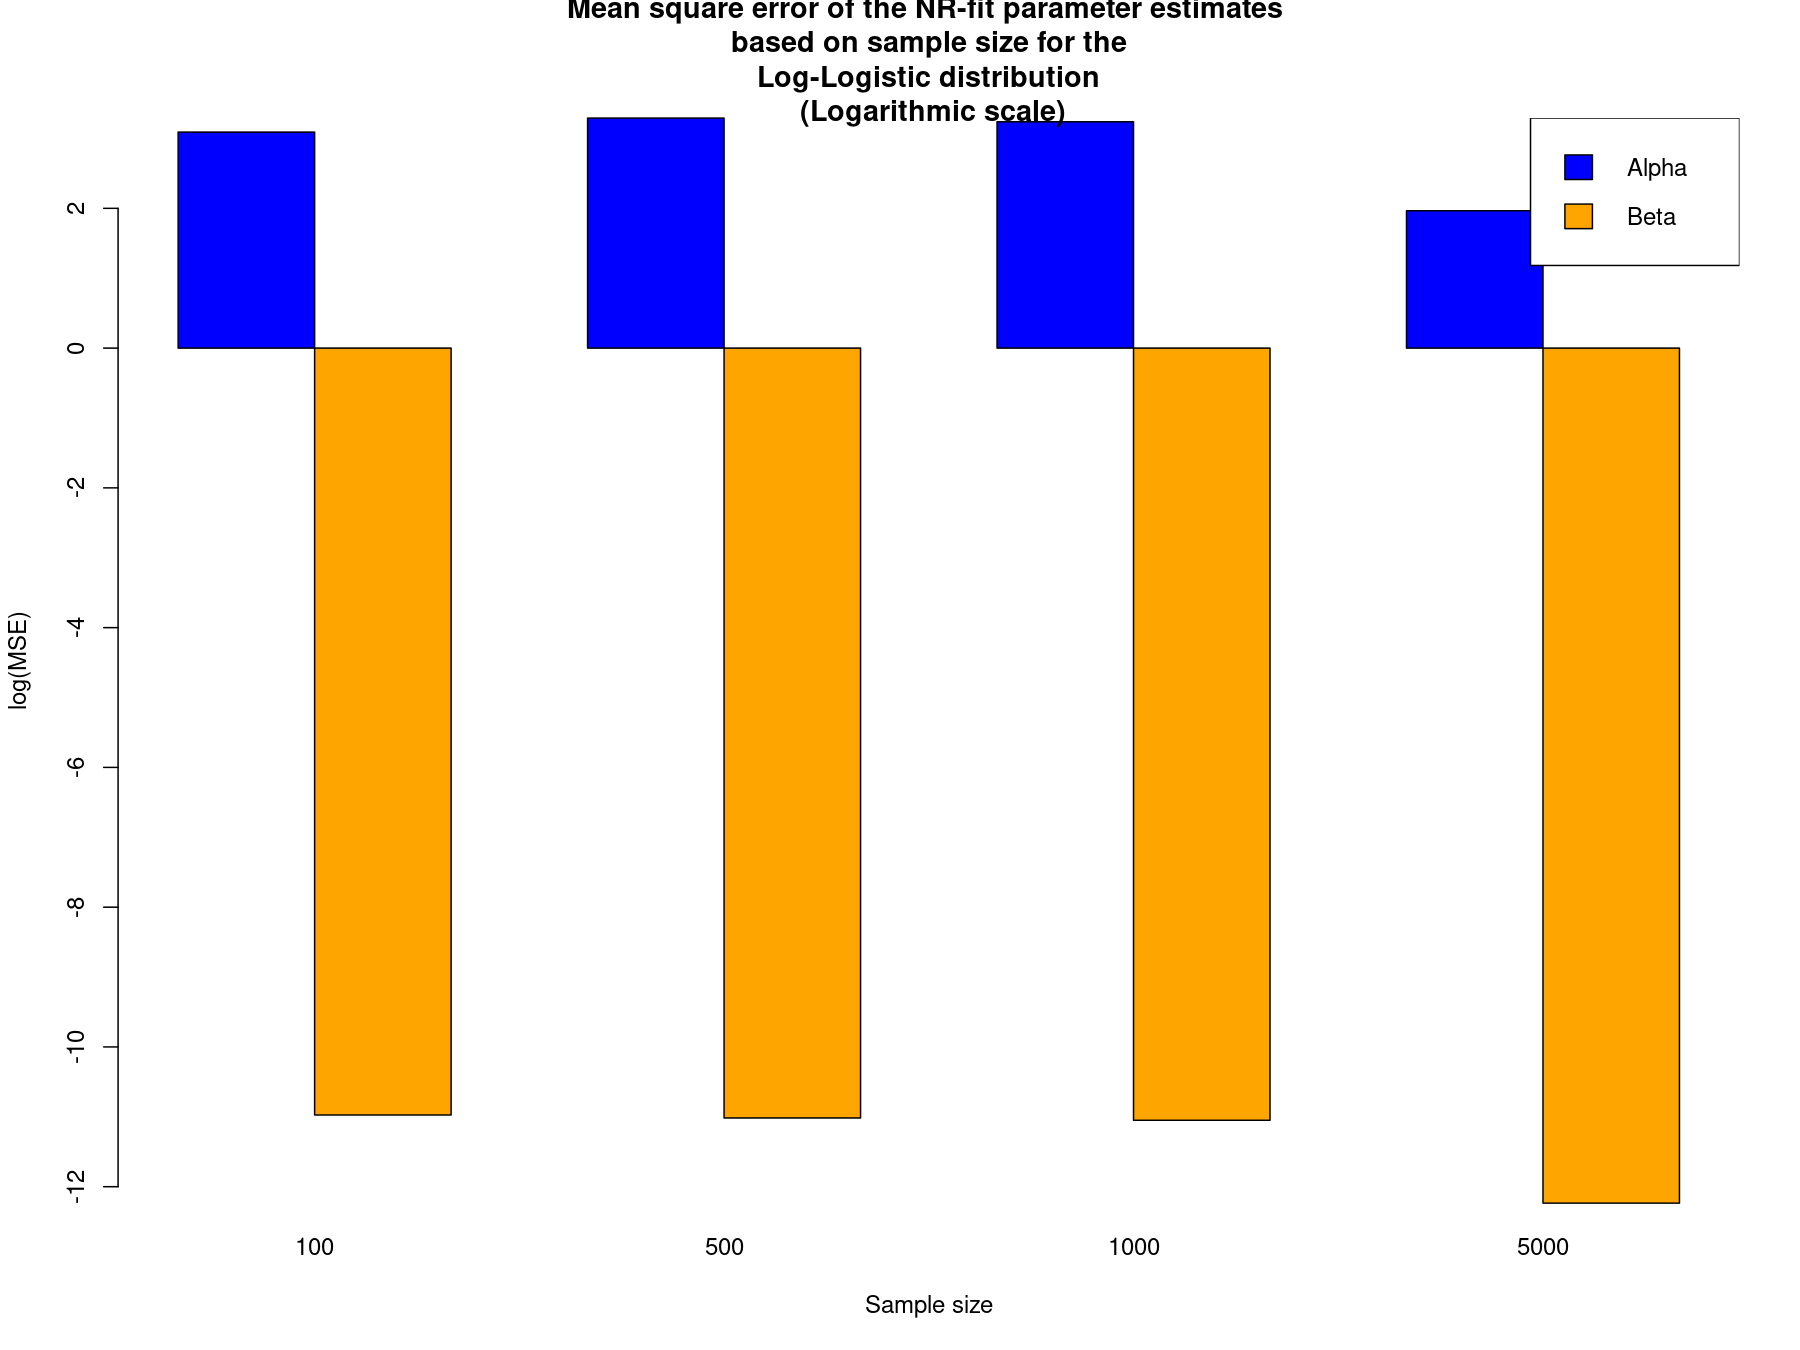 Mean square error of the NR-fit parameter estimates
based on sample size for the
Log-Logistic distribution
(Logarithmic scale)
Alpha
Beta
log(MSE)
2
0
-2
-4
-6
-8
-10
-12
100
500
1000
5000
Sample size